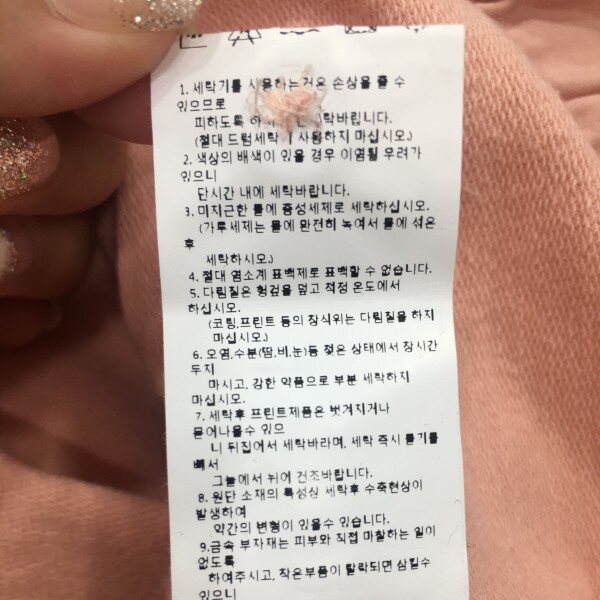 1. 세탁기를 사용하는것은 손상을 줄 수
있으므로
피하도록 하 세탁바랍니다.
(절대 드럼세탁기 사용하지 마십시오.)
2. 색상의 배색이 있을 경우 이염될 우려가
있으니
단시간 내에 세탁바랍니다.
3. 미지근한 물에 중성세제로 세탁하십시오.
(가루세제는 물에 완전히 녹여서 물에 섞은
후
세탁하시오.)
4. 절대 염소계 표백제로 표백할 수 없습니다.
5. 다림질은 헝겊을 덮고 적정 온도에서
하십시오.
(코팅,프린트 등의 장식위는 다림질을 하지
마십시오.)
6. 오염,수분(땀,비,눈)등 젖은 상태에서 장시간
두지
마시고, 강한 약품으로 부분 세탁하지
마십시오.
7. 세탁후 프린트제품은 벗겨지거나
묻어나올수 있으
니 뒤집어서 세탁바라며, 세탁 즉시 물기를
빼서
그늘에서 뉘어 건조바랍니다.
8. 원단 소재의 특성상 세탁후 수축현상이
발생하여
약간의 변형이 있을수 있습니다.
9.금속 부자재는 피부와 직접 마찰하는 일이
없도록
하여주시고, 작은부품이 탈락되면 삼킬수
있으니